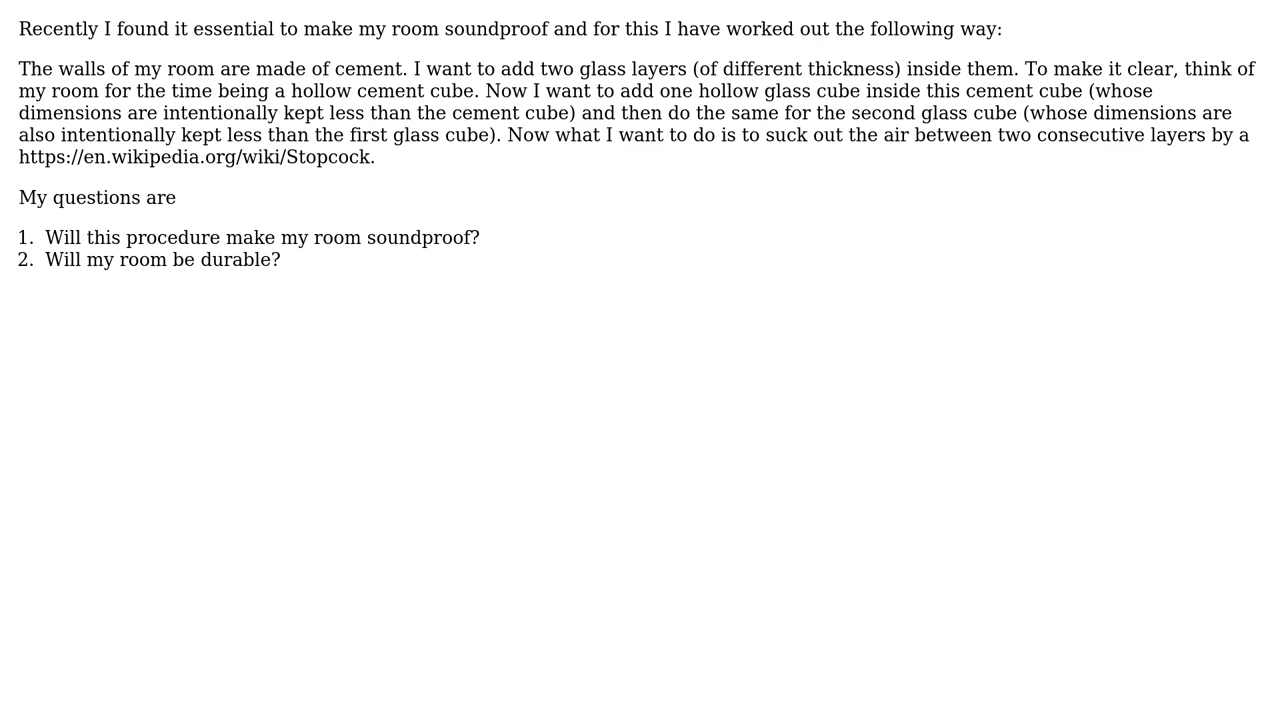 Recently I found it essential to make my room soundproof and for this I have worked out the following way:
The walls of my room are made of cement. I want to add two glass layers (of different thickness) inside them. To make it clear, think of
my room for the time being a hollow cement cube. Now I want to add one hollow glass cube inside this cement cube (whose
dimensions are intentionally kept less than the cement cube) and then do the same for the second glass cube (whose dimensions are
also intentionally kept less than the first glass cube). Now what I want to do is to suck out the air between two consecutive layers by a
https://en.wikipedia.org/wiki/Stopcock.
My questions are
1. Will this procedure make my room soundproof?
2. Will my room be durable?